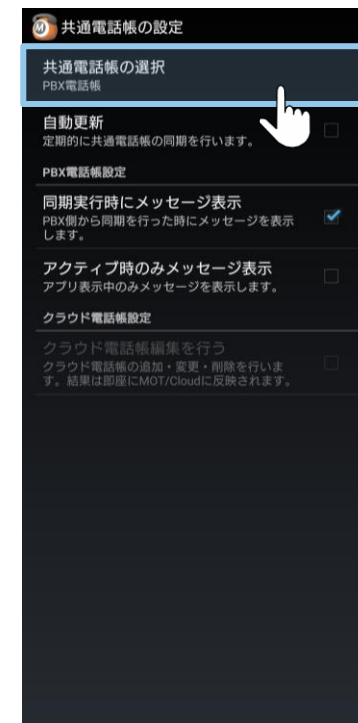 共通電話帳の設定
共通電話帳の選択
PBX電話帳
自動更新
定期的に共通電話帳の同期を行います。
PBX電話帳設定
同期実行時にメッセージ表示
PBX側から同期を行った時にメッセージを表示
します。
アクティブ時のみメッセージ表示
アプリ表示中のみメッセージを表示します。
クラウド電話帳設定
クラウド電話帳編集を行う
クラウド電話帳の追加・変更・削除を行いま
す。結果は即座にMOT/Cloudに反映されます。